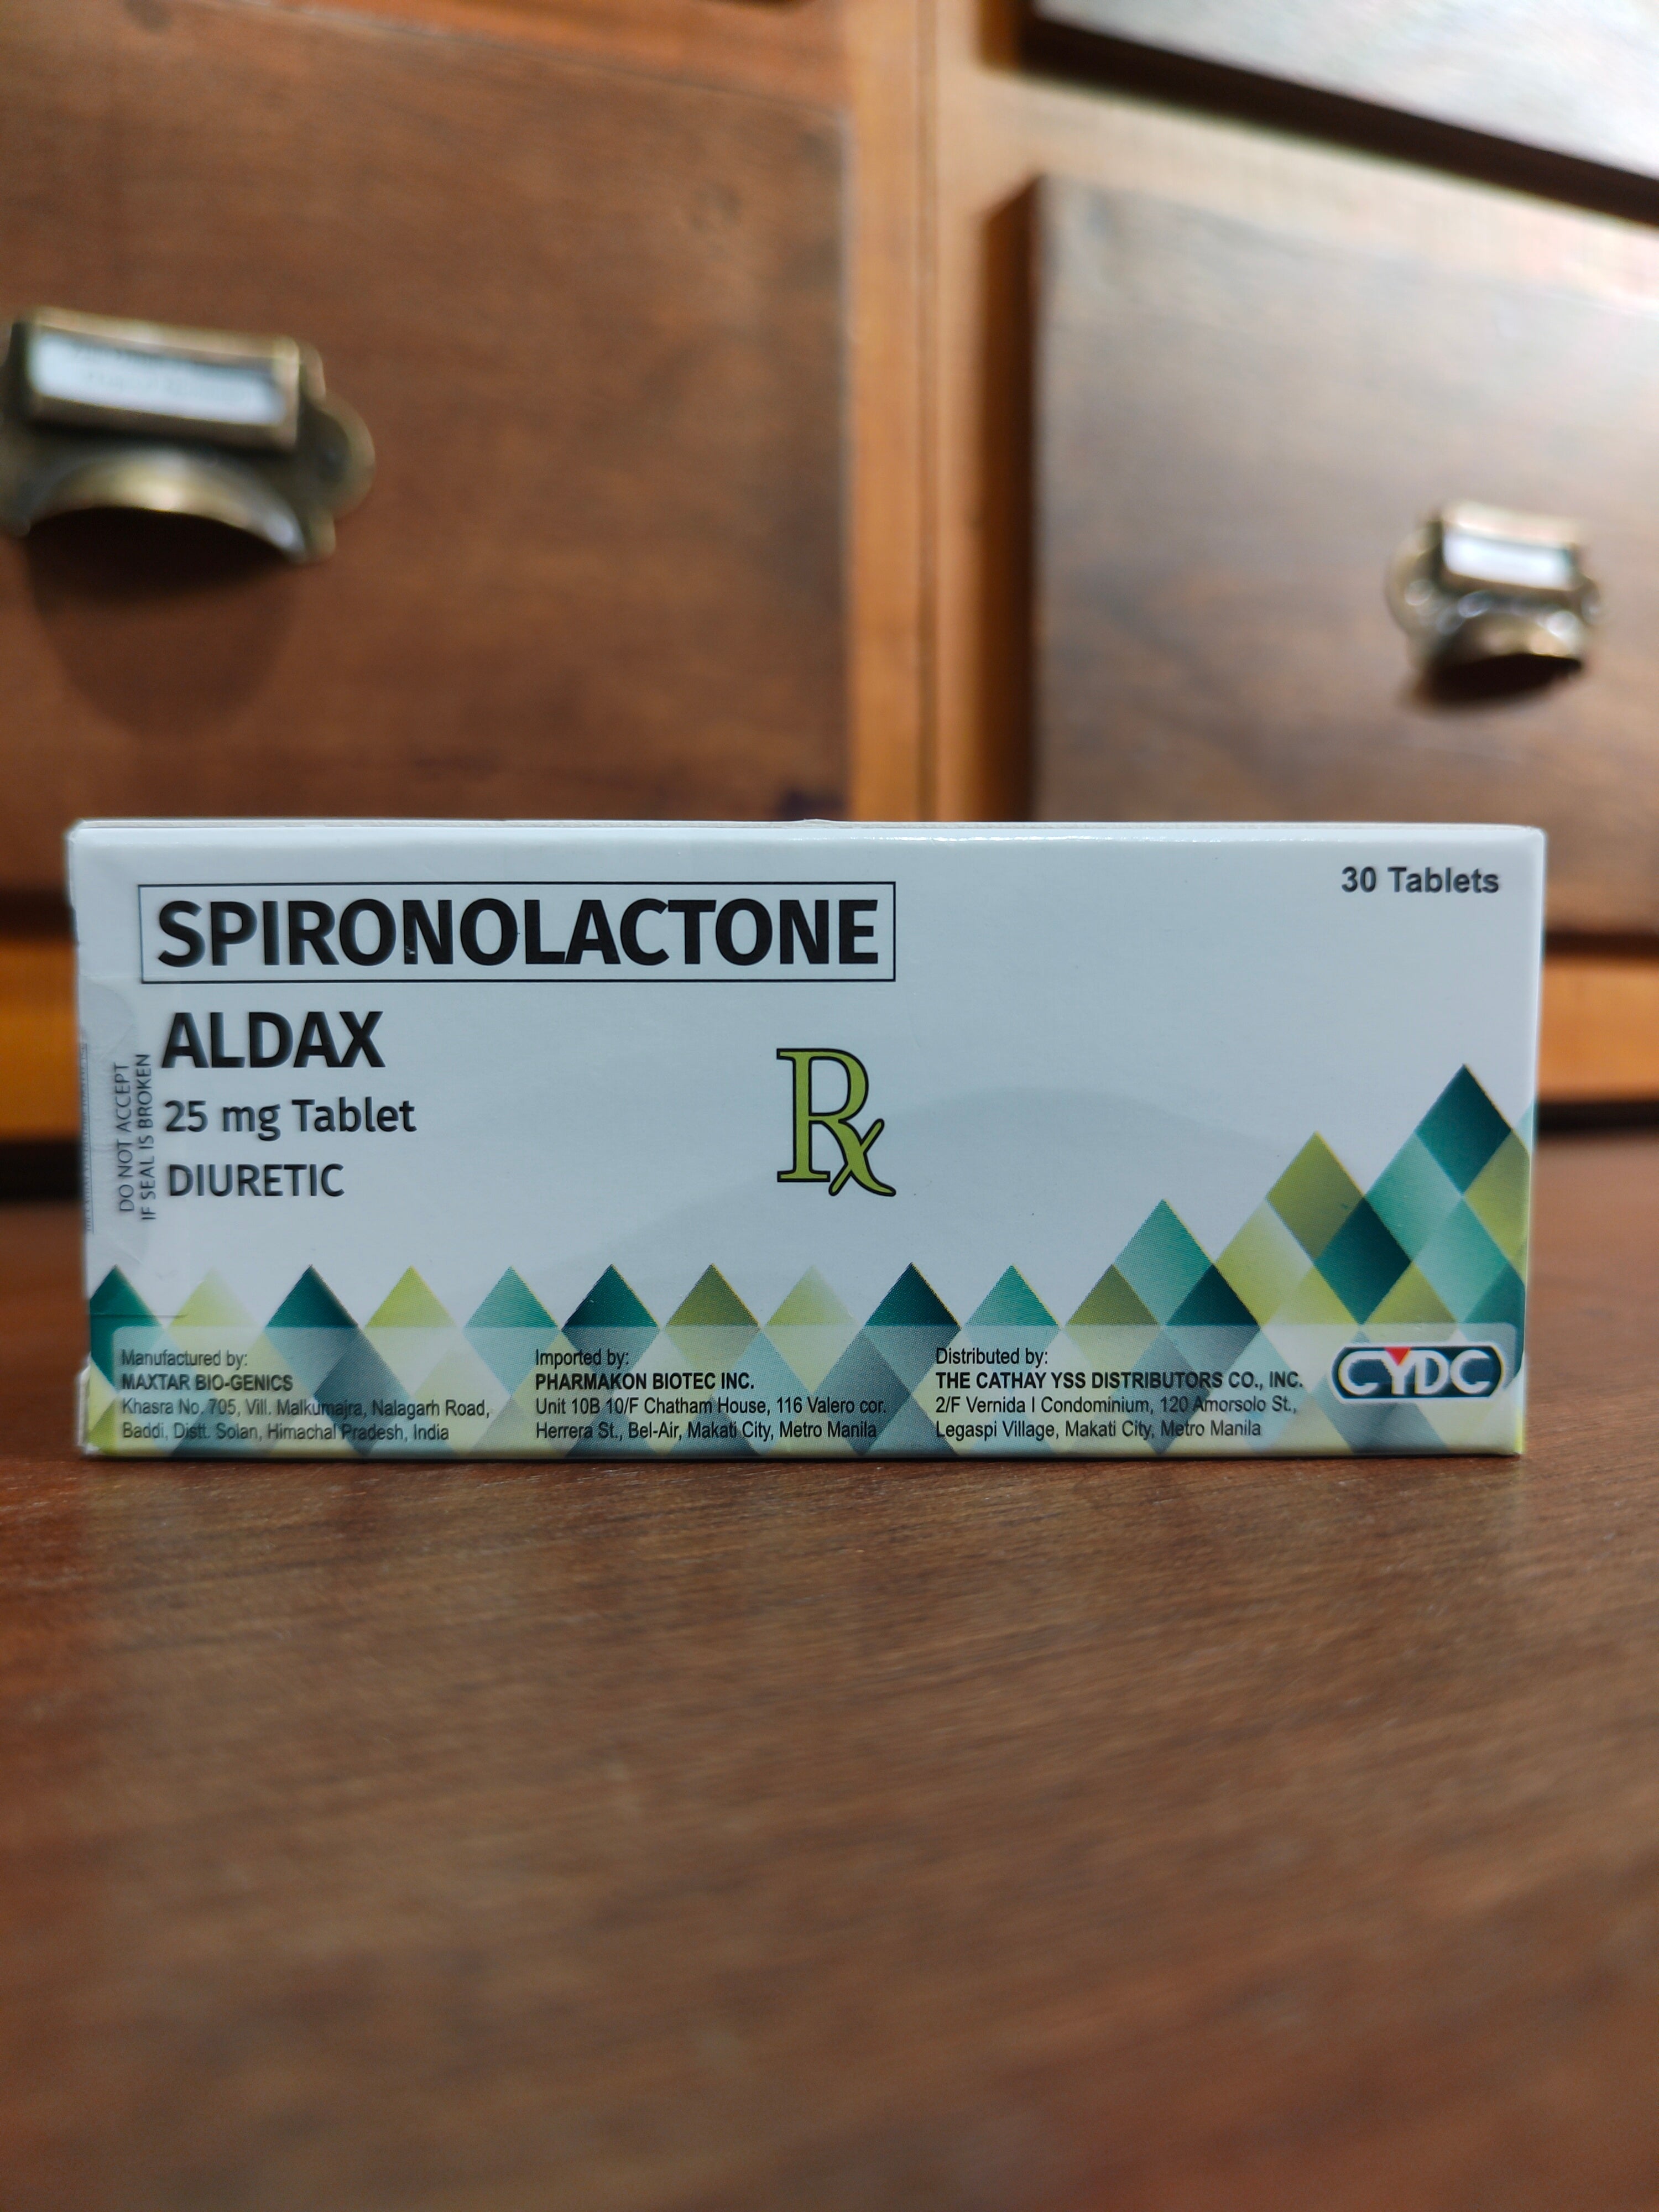 30 Tablets
SPIRONOLACTONE
ALDAX
25 mg Tablet
DIURETIC
Rx
DO NOT ACCEPT
IF SEAL IS BROKEN
Manufactured by:
MAXTAR BIO-GENICS
Khasra No. 705, Vill. Malkumajra, Nalagarh Road,
Baddi, Distt. Solan, Himachal Pradesh, India
Imported by:
PHARMAKON BIOTEC INC.
Unit 10B 10/F Chatham House, 116 Valero cor.
Herrera St., Bel-Air, Makati City, Metro Manila
Distributed by:
THE CATHAY YSS DISTRIBUTORS CO., INC.
2/F Vernida I Condominium, 120 Amorsolo St.,
Legaspi Village, Makati City, Metro Manila
CYDC